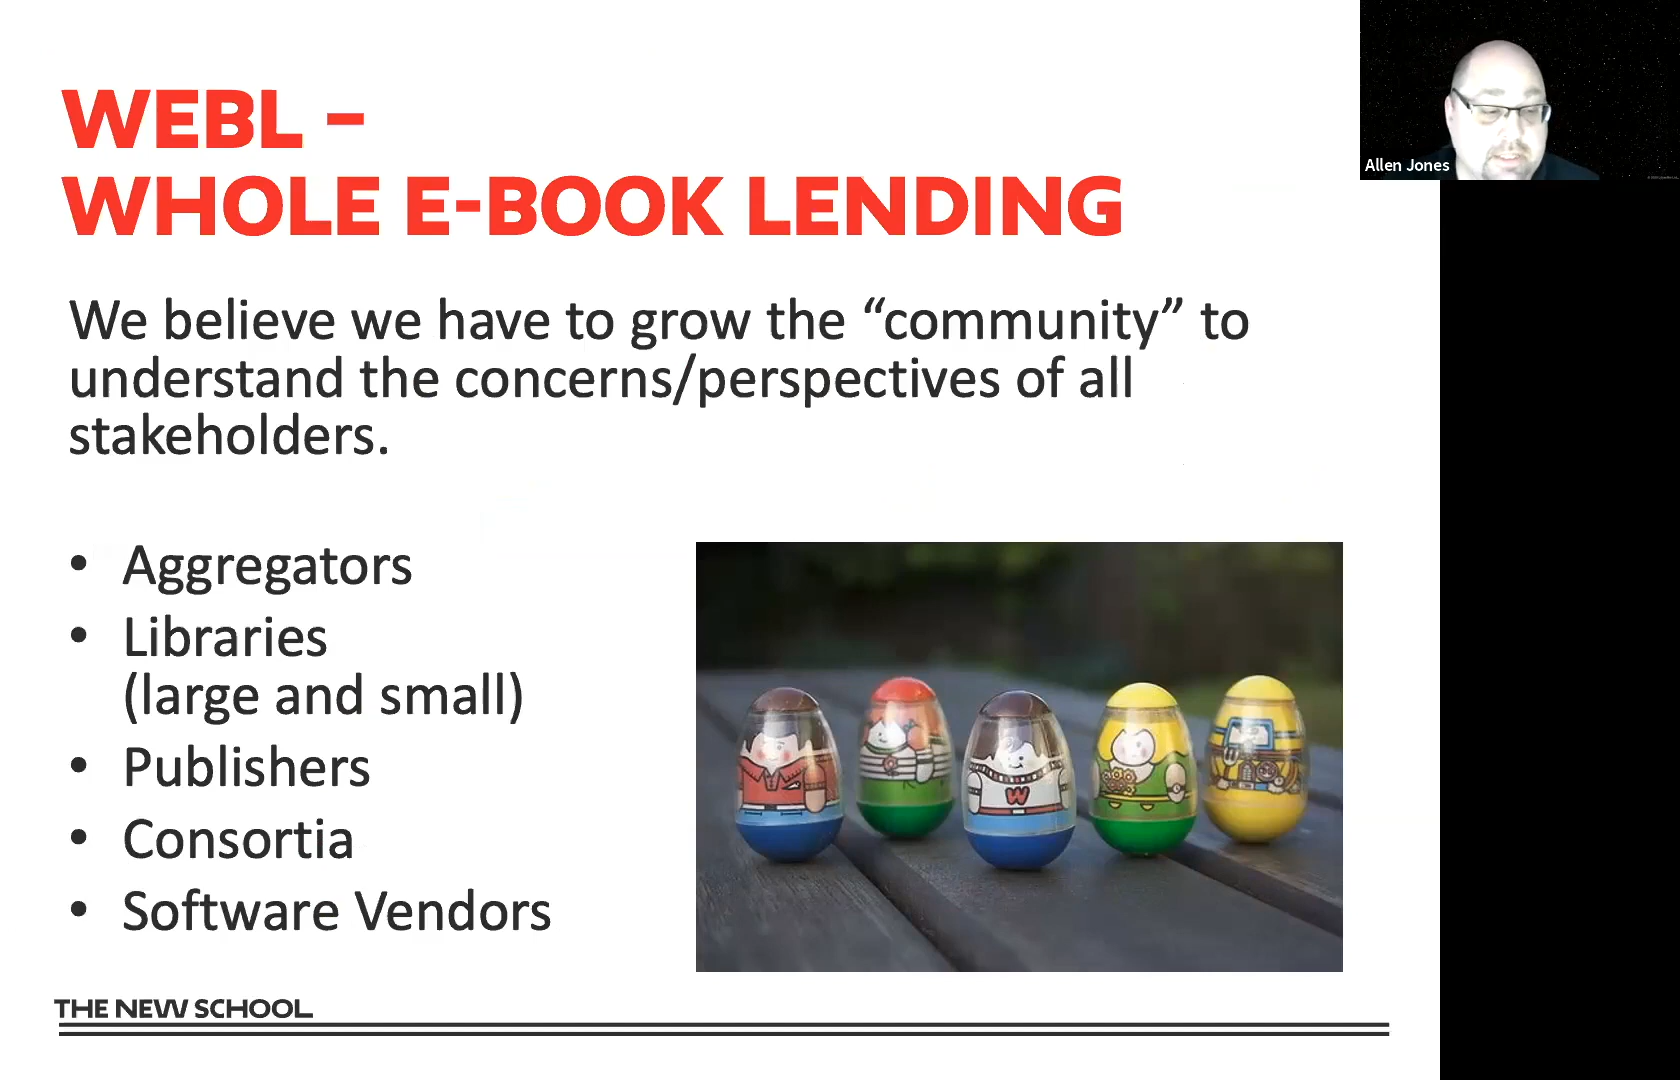 WEBL –
WHOLE E-BOOK LENDING
We believe we have to grow the “community” to
understand the concerns/perspectives of all
stakeholders.
• Aggregators
• Libraries
(large and small)
• Publishers
• Consortia
• Software Vendors
W
THE NEW SCHOOL
Allen Jones